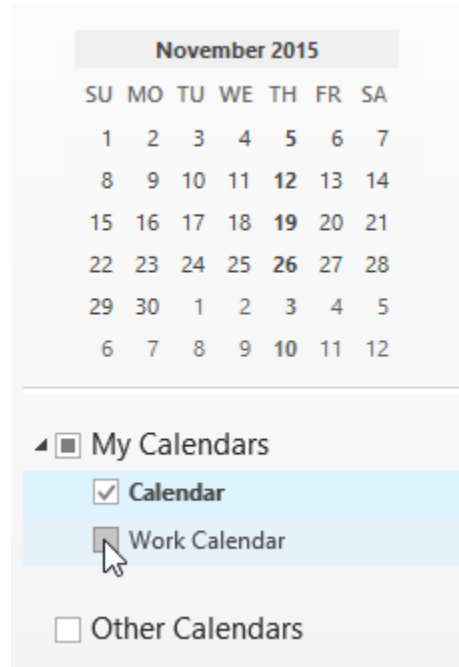 November 2015
SU MO TU WE TH FR SA
1 2 3 4 5 6 7
8 9 10 11 12 13 14
15 16 17 18 19 20 21
22 23 24 25 26 27 28
29 30 1 2 3 4 5
6 7 8 9 10 11 12
My Calendars
Calendar
Work Calendar
Other Calendars